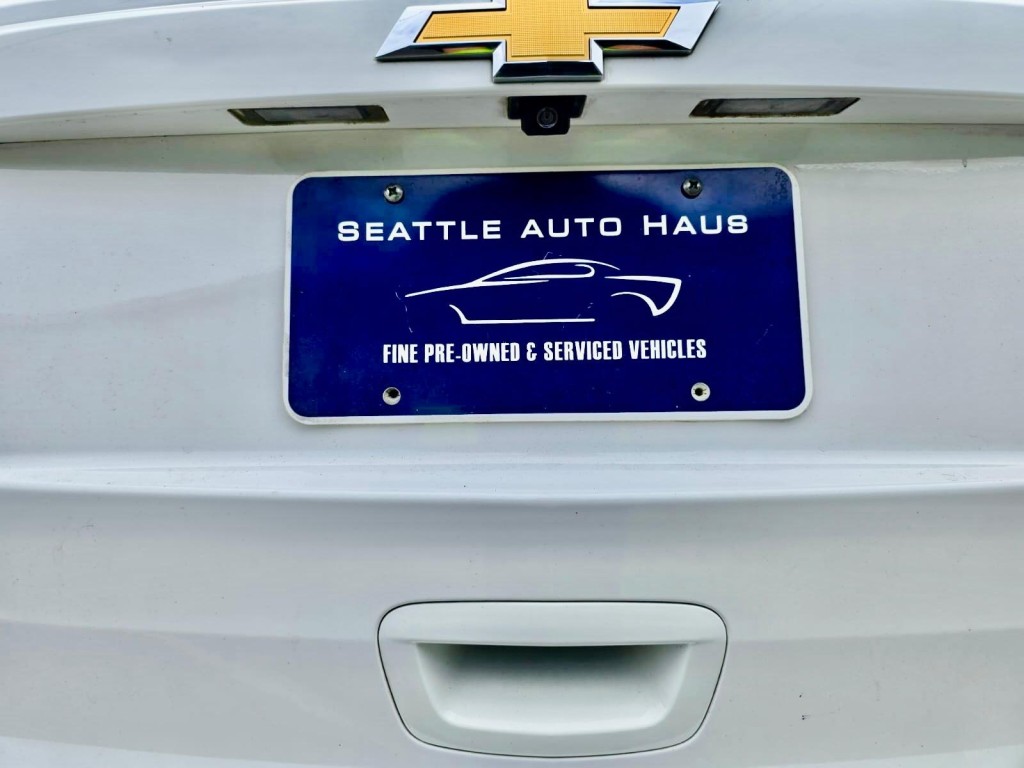 SEATTLE AUTO HAUS
FINE PRE-OWNED & SERVICED VEHICLES